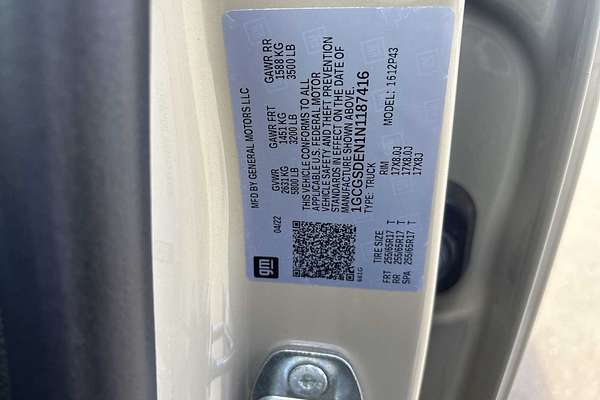 MFD BY GENERAL MOTORS LLC
04/22
GVWR
2631 KG
5800 LB
GAWR FRT
1451 KG
3200 LB
GAWR RR
1588 KG
3500 LB
THIS VEHICLE CONFORMS TO ALL
APPLICABLE U.S. FEDERAL MOTOR
VEHICLE SAFETY AND THEFT PREVENTION
STANDARDS IN EFFECT ON THE DATE OF
MANUFACTURE SHOWN ABOVE.
1GCGSDEN1N1187416
TYPE: TRUCK
MODEL: 1612P43
TIRE SIZE RIM
FRT 255/65R17 T 17X8.0J
RR 255/65R17 T 17X8.0J
SPA 255/65R17 T 17X8J
gm